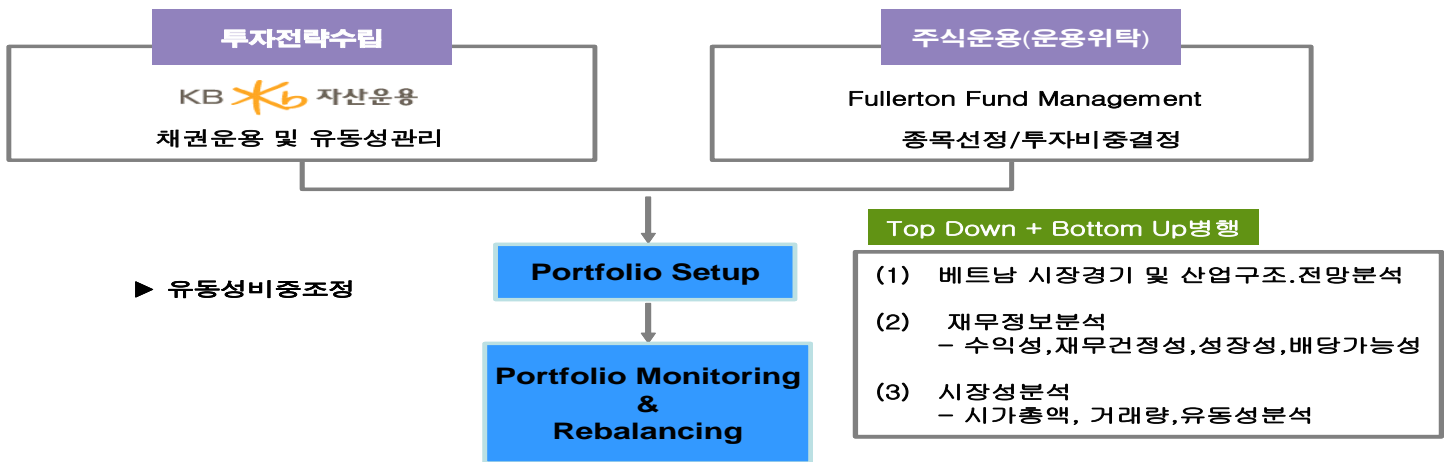 투자전략수립
KB Kb 자산운용
채권운용 및 유동성관리
주식운용(운용위탁)
Fullerton Fund Management
종목선정/투자비중결정
Portfolio Setup
▶ 유동성비중조정
Portfolio Monitoring
&
Rebalancing
Top Down + Bottom Up병행
(1) 베트남 시장경기 및 산업구조.전망분석
(2) 재무정보분석
- 수익성,재무건정성,성장성,배당가능성
(3) 시장성분석
- 시가총액, 거래량,유동성분석